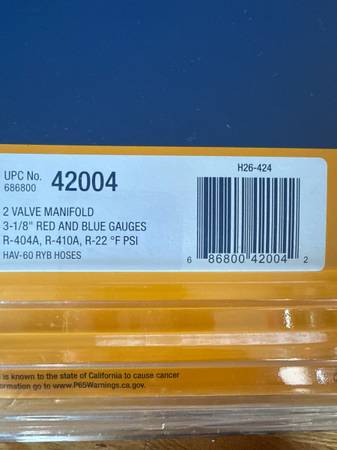 H26-424
UPC No. 42004
686800
2 VALVE MANIFOLD
3-1/8" RED AND BLUE GAUGES
R-404A, R-410A, R-22 °F PSI
HAV-60 RYB HOSES
6 86800 42004 2
is known to the state of California to cause cancer
ormation go to www.P65Warnings.ca.gov.